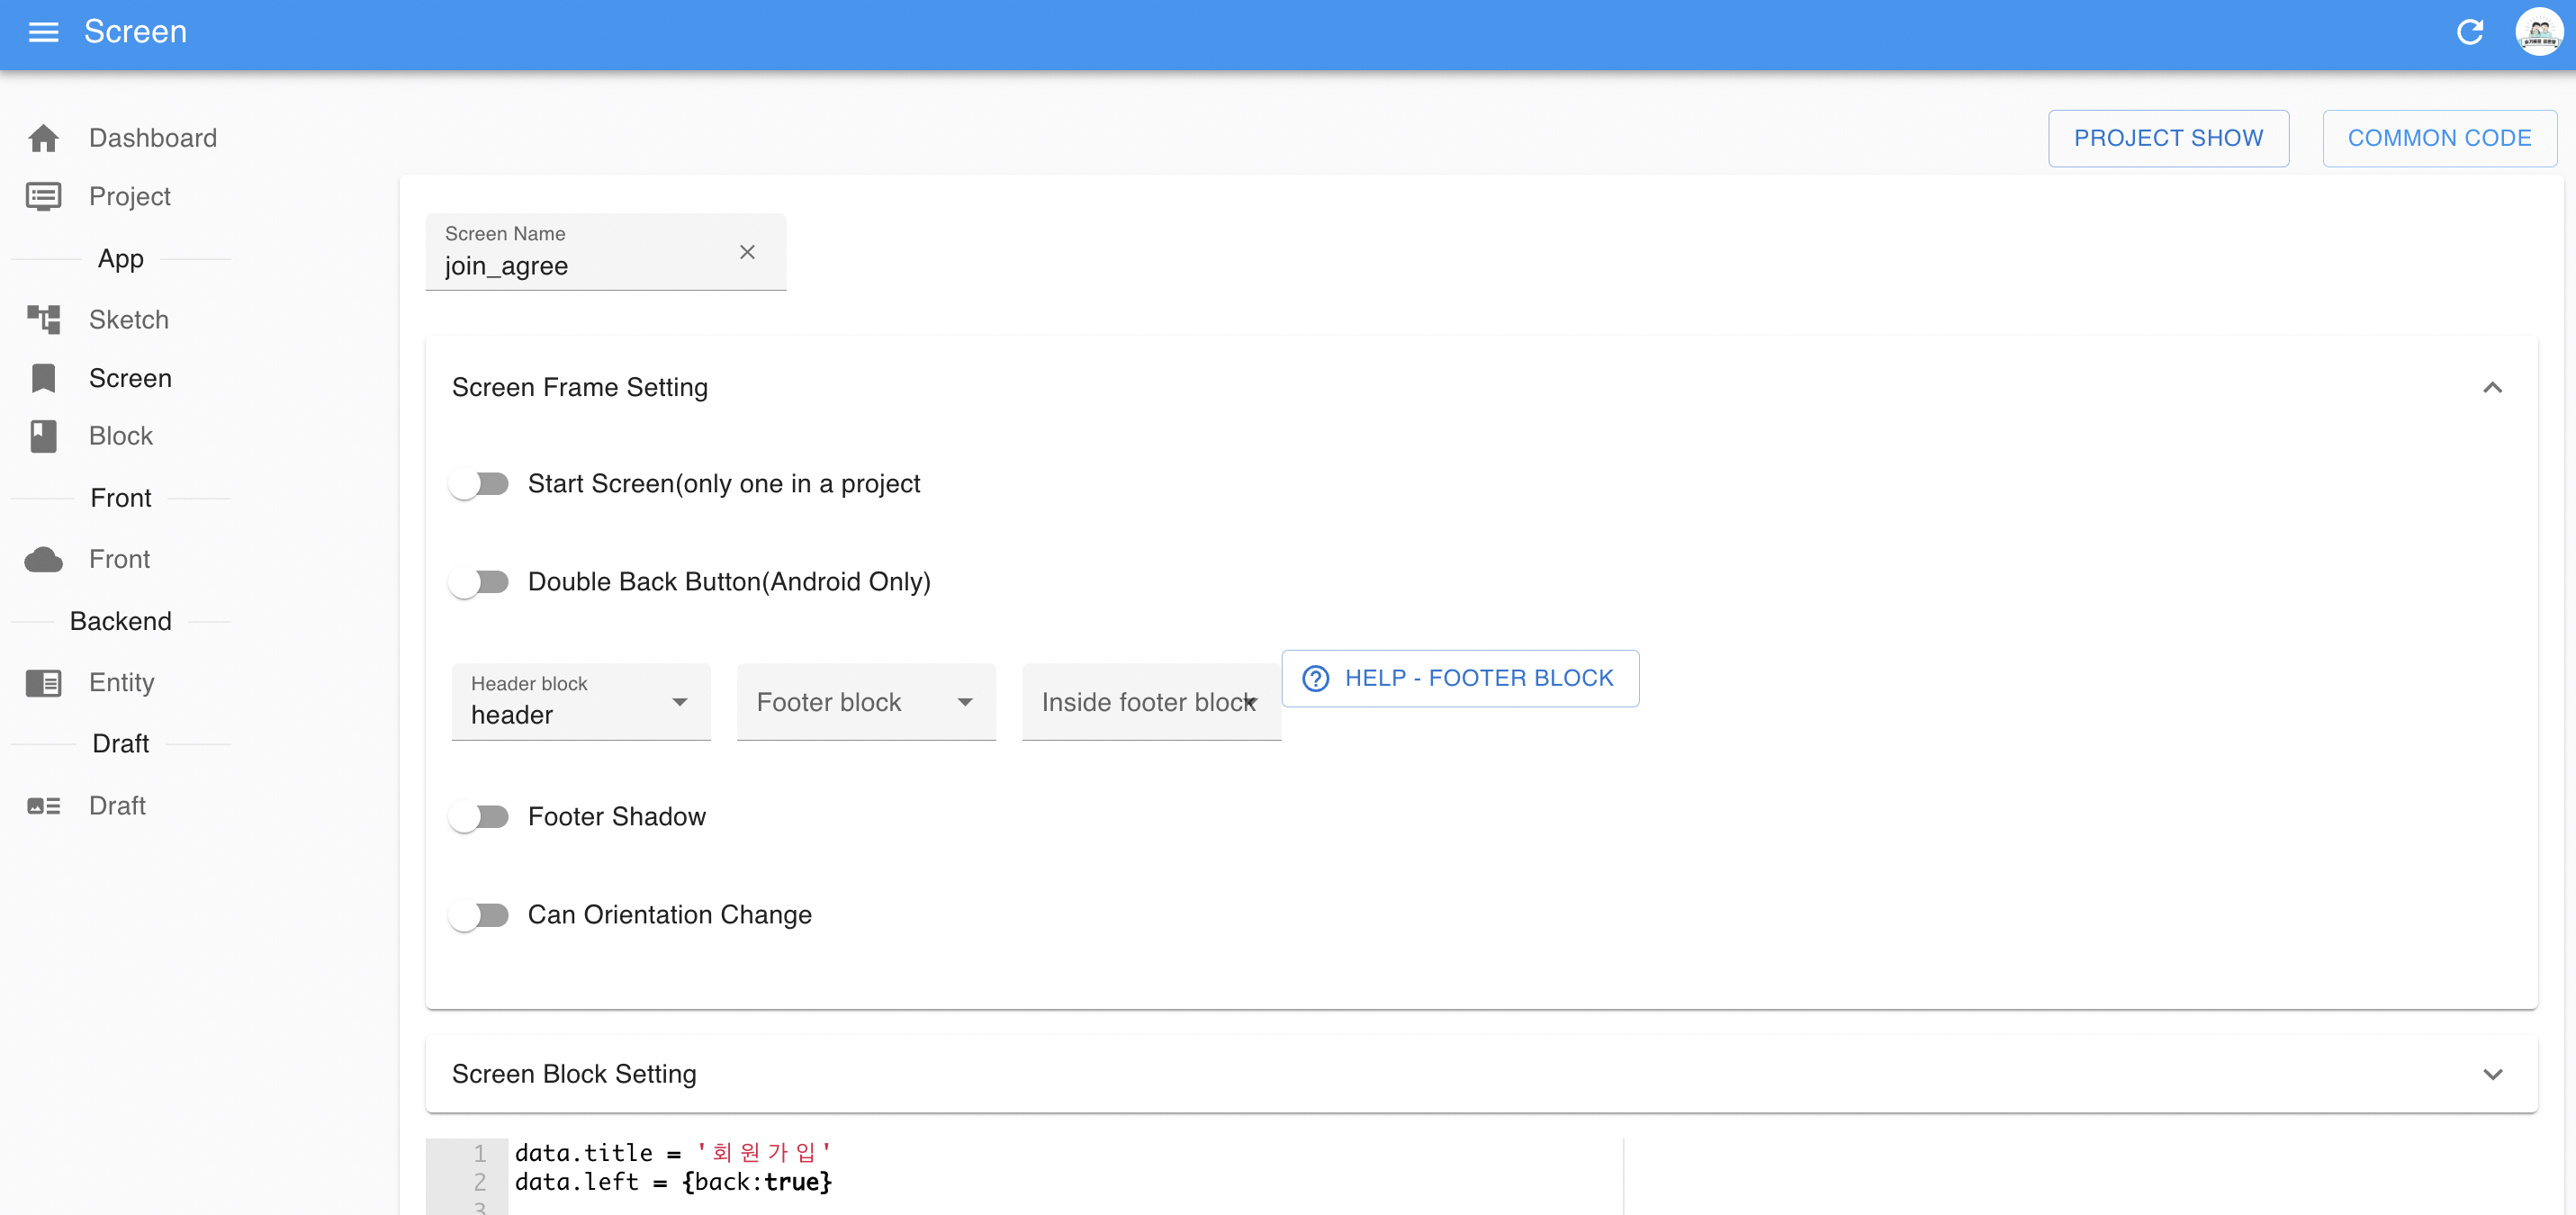 Screen
Dashboard
Project
App
Sketch
Screen
Block
Front
Front
Backend
Entity
Draft
Draft
PROJECT SHOW
COMMON CODE
Screen Name
join_agree
Screen Frame Setting
Start Screen(only one in a project
Double Back Button(Android Only)
Header block
header
Footer block
Inside footer block
HELP - FOOTER BLOCK
Footer Shadow
Can Orientation Change
Screen Block Setting
1 data.title = '회원가입'
2 data.left = {back:true}
3